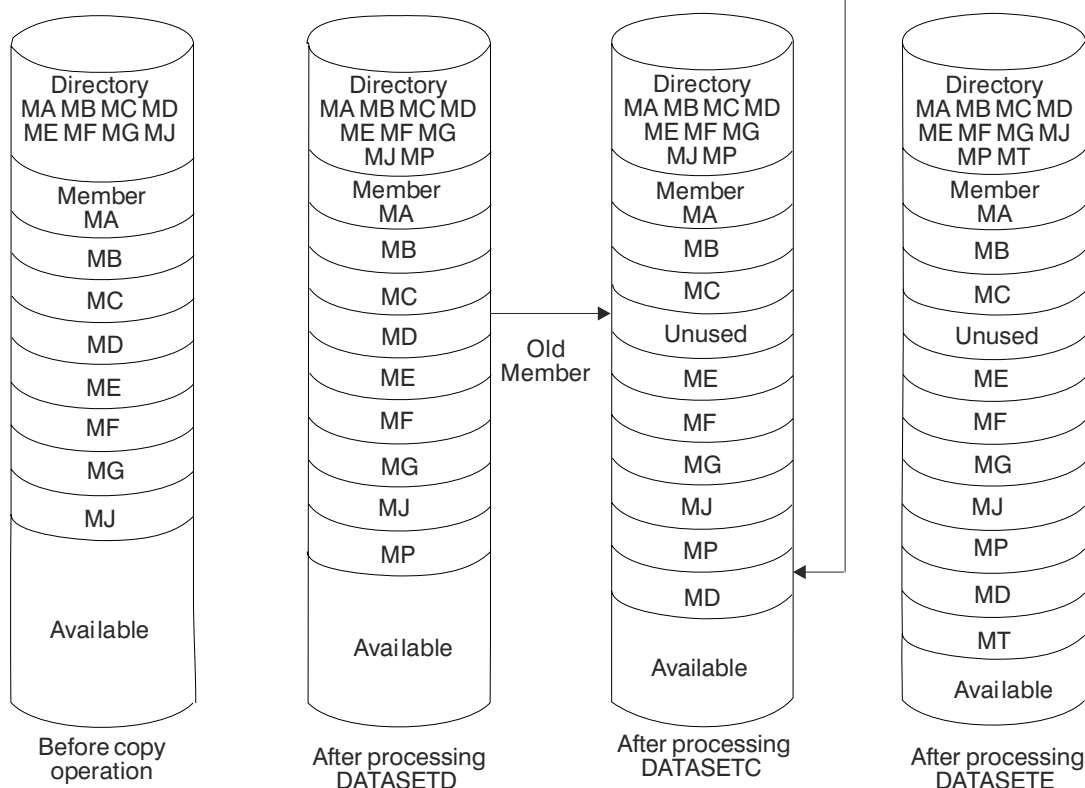 Directory
MA MB MC MD
ME MF MG MJ
Member
MA
MB
MC
MD
ME
MF
MG
MJ
Available
Before copy
operation
Directory
MA MB MC MD
ME MF MG
MJ MP
Member
MA
MB
MC
MD
ME
MF
MG
MJ
MP
Available
After processing
DATASETD
Old
Member
Directory
MA MB MC MD
ME MF MG
MJ MP
Member
MA
MB
MC
Unused
ME
MF
MG
MJ
MP
MD
Available
After processing
DATASETC
Directory
MA MB MC MD
ME MF MG MJ
MP MT
Member
MA
MB
MC
Unused
ME
MF
MG
MJ
MP
MD
MT
Available
After processing
DATASETE